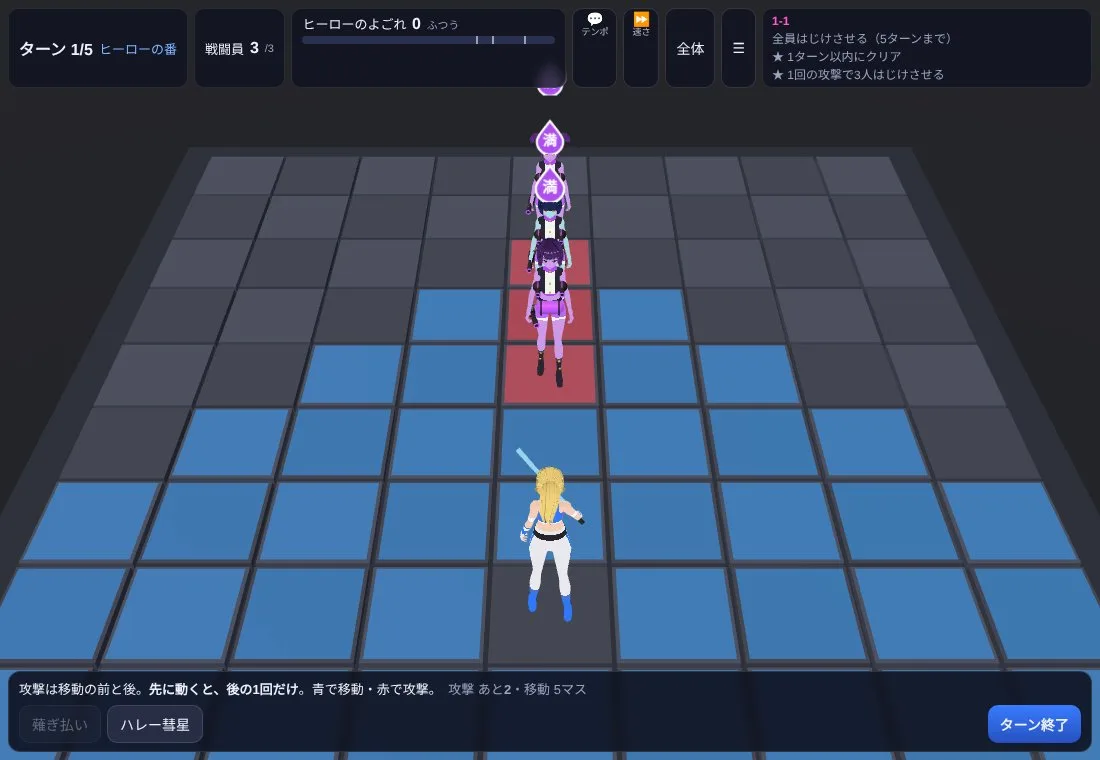 ターン 1/5 ヒーローの番
戦闘員 3 /3
ヒーローのよごれ 0 ふつう
💬
テンポ
⏩
速さ
全体
☰
1-1
全員はじけさせる（5ターンまで）
★ 1ターン以内にクリア
★ 1回の攻撃で3人はじけさせる
満
満
攻撃は移動の前と後。先に動くと、後の1回だけ。青で移動・赤で攻撃。 攻撃 あと2・移動 5マス
薙ぎ払い
ハレー彗星
ターン終了